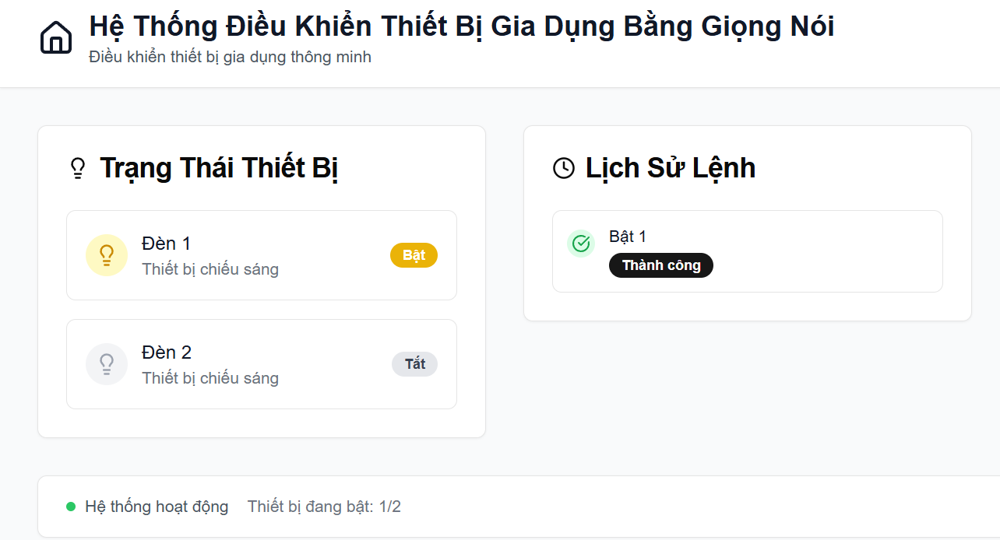 Hệ Thống Điều Khiển Thiết Bị Gia Dụng Bằng Giọng Nói
Điều khiển thiết bị gia dụng thông minh
Trạng Thái Thiết Bị
Đèn 1
Thiết bị chiếu sáng
Bật
Đèn 2
Thiết bị chiếu sáng
Tắt
Lịch Sử Lệnh
Bật 1
Thành công
Hệ thống hoạt động Thiết bị đang bật: 1/2